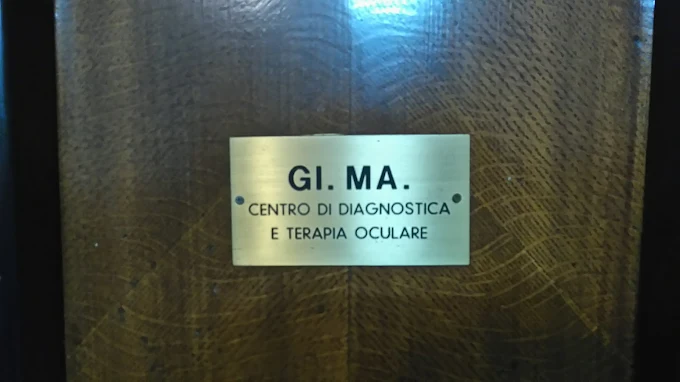 GI. MA.
CENTRO DI DIAGNOSTICA
E TERAPIA OCULARE